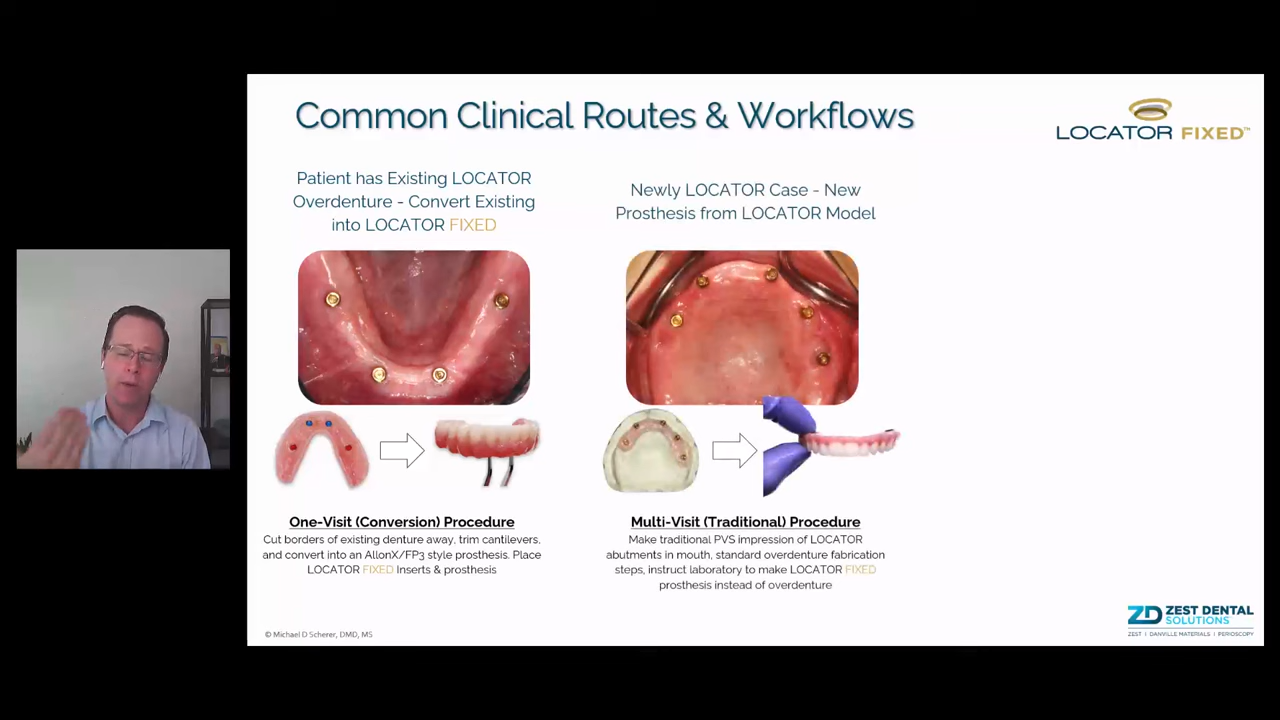 Common Clinical Routes & Workflows
LOCATOR FIXED™
Patient has Existing LOCATOR
Overdenture - Convert Existing
into LOCATOR FIXED
Newly LOCATOR Case - New
Prosthesis from LOCATOR Model
One-Visit (Conversion) Procedure
Cut borders of existing denture away, trim cantilevers,
and convert into an AllonX/FP3 style prosthesis. Place
LOCATOR FIXED Inserts & prosthesis
Multi-Visit (Traditional) Procedure
Make traditional PVS impression of LOCATOR
abutments in mouth, standard overdenture fabrication
steps, instruct laboratory to make LOCATOR FIXED
prosthesis instead of overdenture
© Michael D Scherer, DMD, MS
ZD ZEST DENTAL
SOLUTIONS
ZEST | DANVILLE MATERIALS | PERIOSCOPY